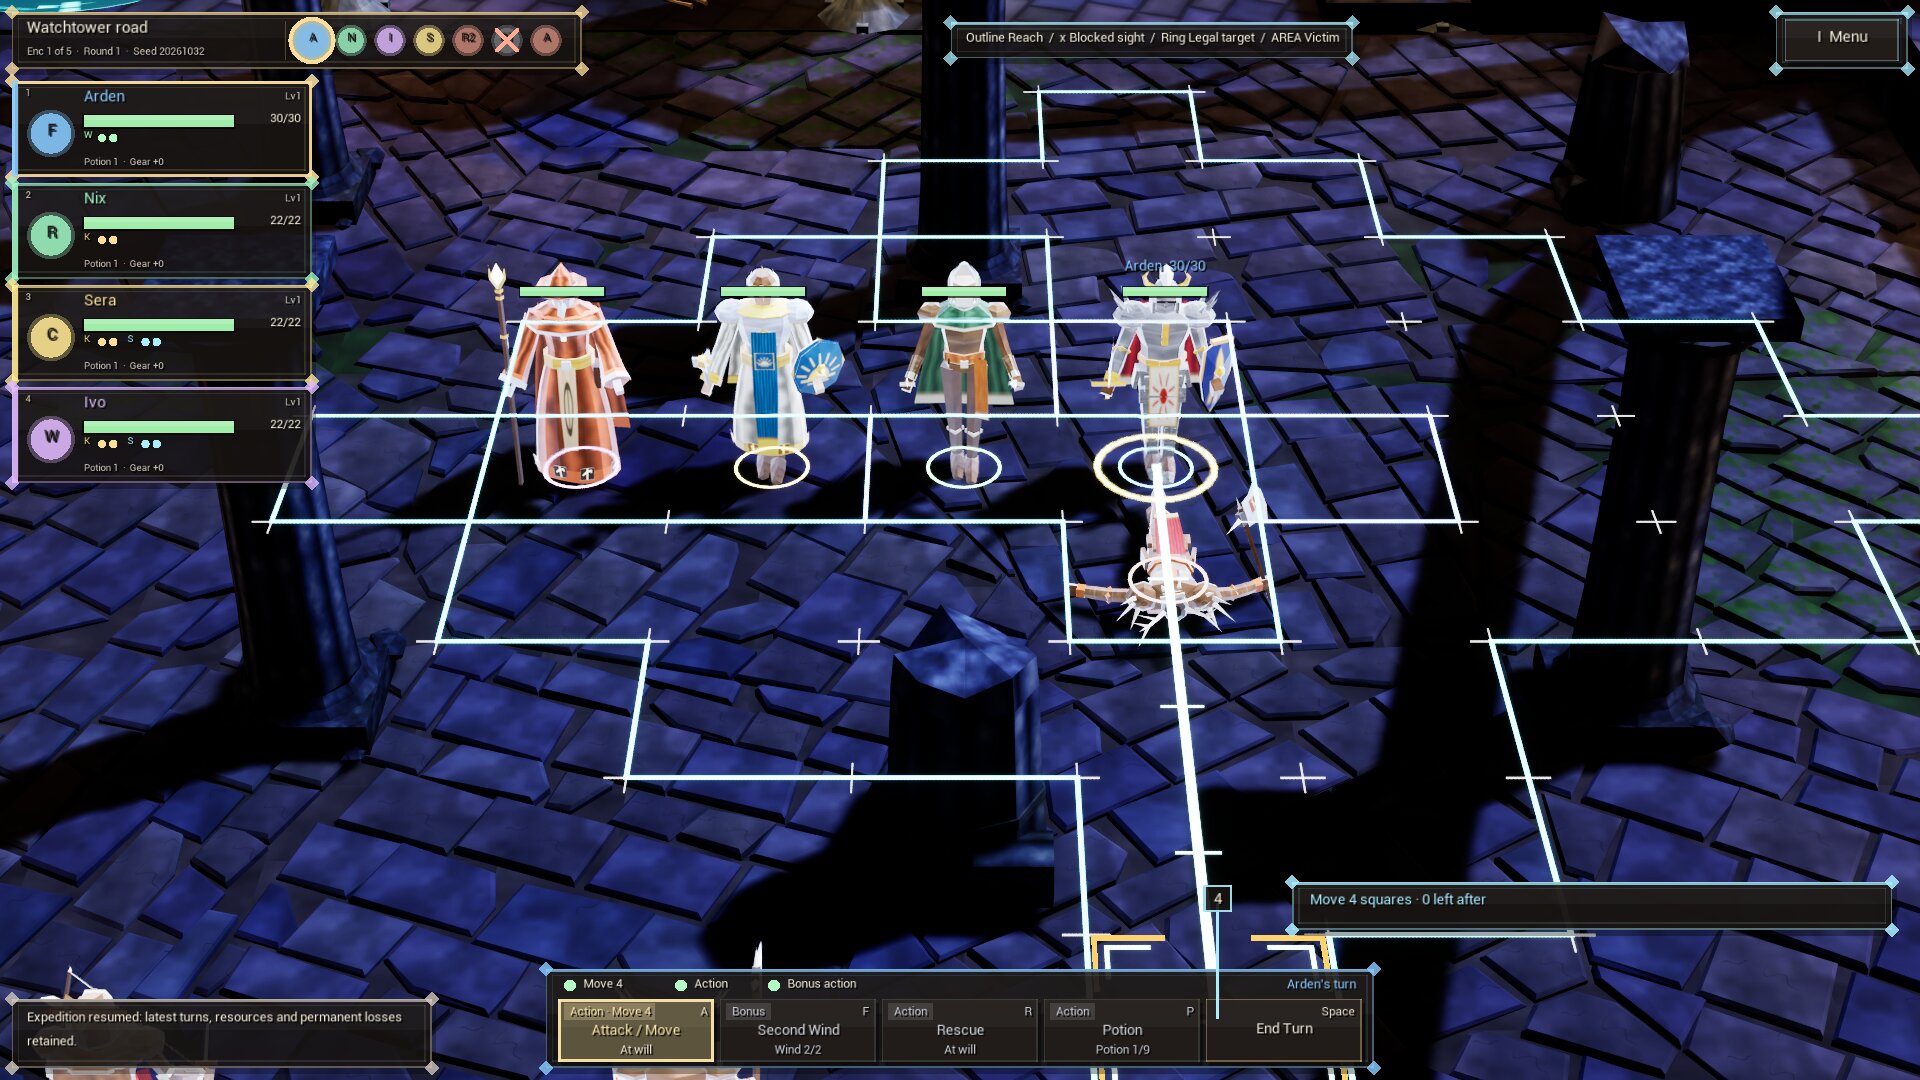 Watchtower road
Enc 1 of 5 · Round 1 · Seed 20261032
A N I S R2 A
Outline Reach / x Blocked sight / Ring Legal target / AREA Victim
I Menu
1 Arden Lv1
F 30/30
W
Potion 1 · Gear +0
2 Nix Lv1
R 22/22
K
Potion 1 · Gear +0
3 Sera Lv1
C 22/22
K S
Potion 1 · Gear +0
4 Ivo Lv1
W 22/22
K S
Potion 1 · Gear +0
Arden 30/30
4
Move 4 squares · 0 left after
Expedition resumed: latest turns, resources and permanent losses
retained.
Move 4 Action Bonus action Arden's turn
Action · Move 4 A
Attack / Move
At will
Bonus F
Second Wind
Wind 2/2
Action R
Rescue
At will
Action P
Potion
Potion 1/9
Space
End Turn